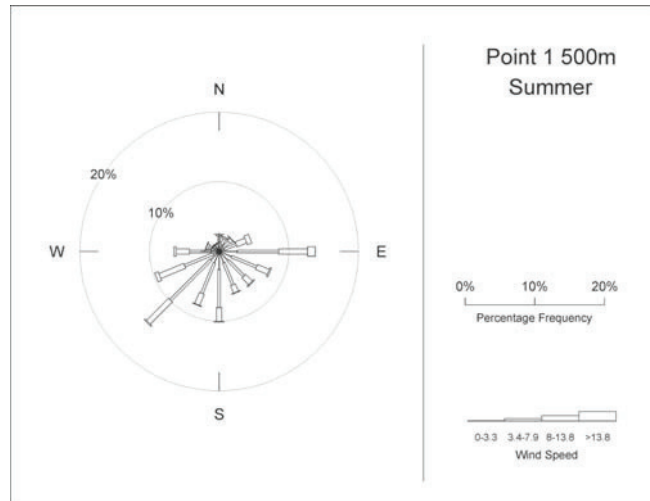 Point 1 500m
Summer
N
20%
10%
W
E
S
0% 10% 20%
Percentage Frequency
0-3.3 3.4-7.9 8-13.8 >13.8
Wind Speed